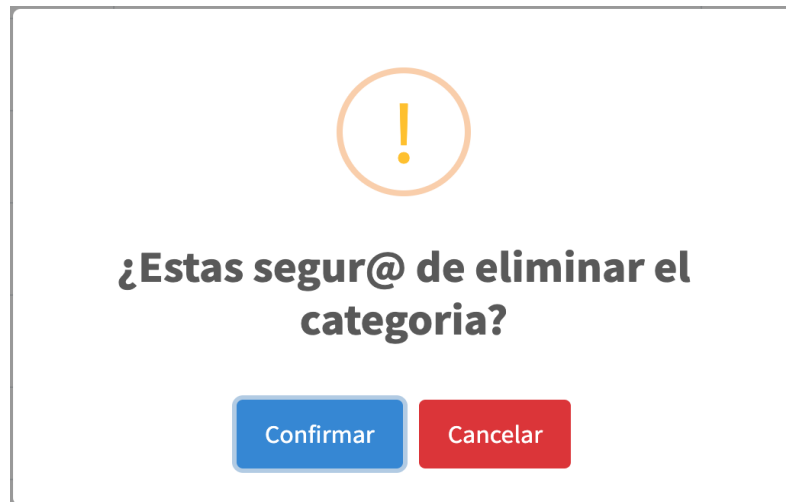 !
¿Estas segur@ de eliminar el
categoria?
Confirmar
Cancelar